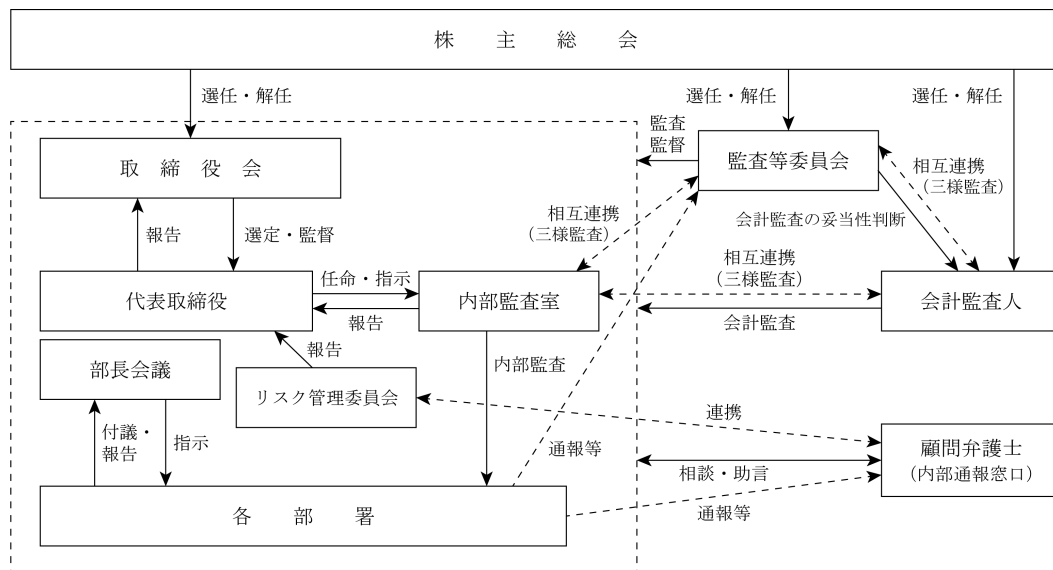 株主総会
選任・解任
選任・解任
選任・解任
取締役会
監査
監督
監査等委員会
相互連携
（三様監査）
報告
選定・監督
相互連携
（三様監査）
会計監査の妥当性判断
代表取締役
任命・指示
報告
内部監査室
相互連携
（三様監査）
会計監査
会計監査人
部長会議
報告
リスク管理委員会
内部監査
連携
付議・
報告
指示
通報等
相談・助言
顧問弁護士
（内部通報窓口）
各部署
通報等